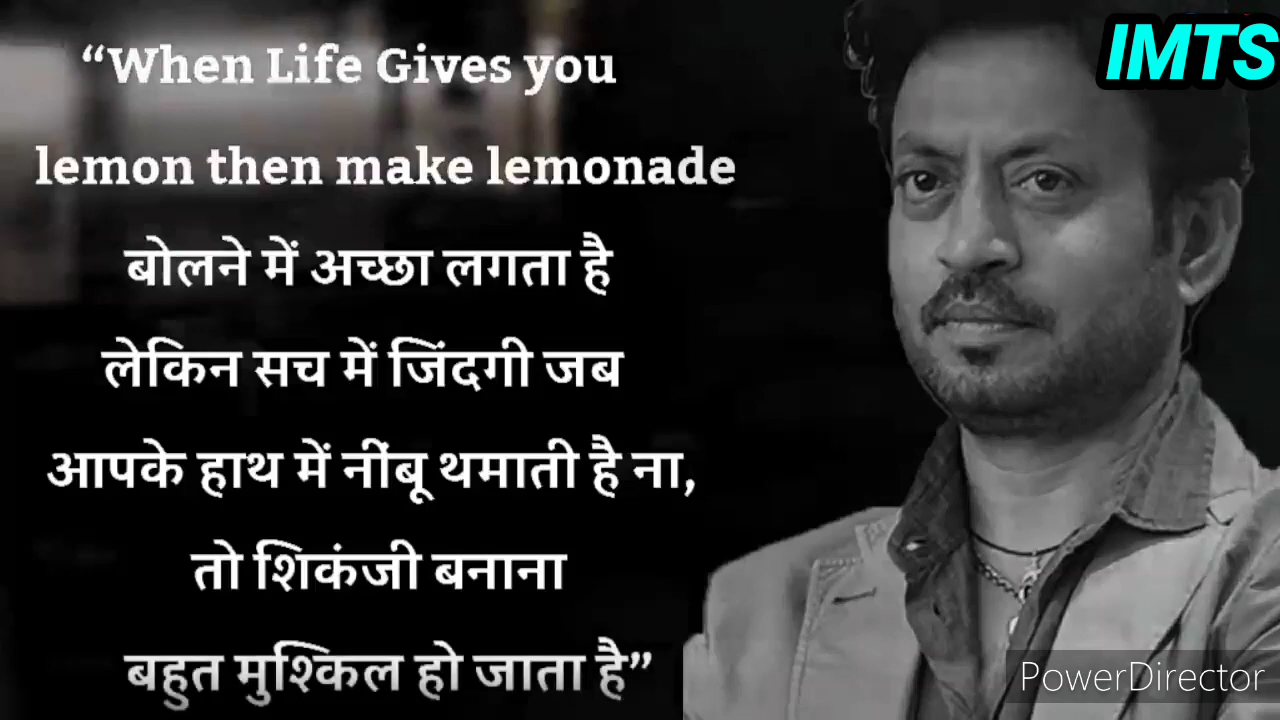 IMTS
“When Life Gives you
lemon then make lemonade
बोलने में अच्छा लगता है
लेकिन सच में जिंदगी जब
आपके हाथ में नींबू थमाती है ना,
तो शिकंजी बनाना
बहुत मुश्किल हो जाता है”
PowerDirector